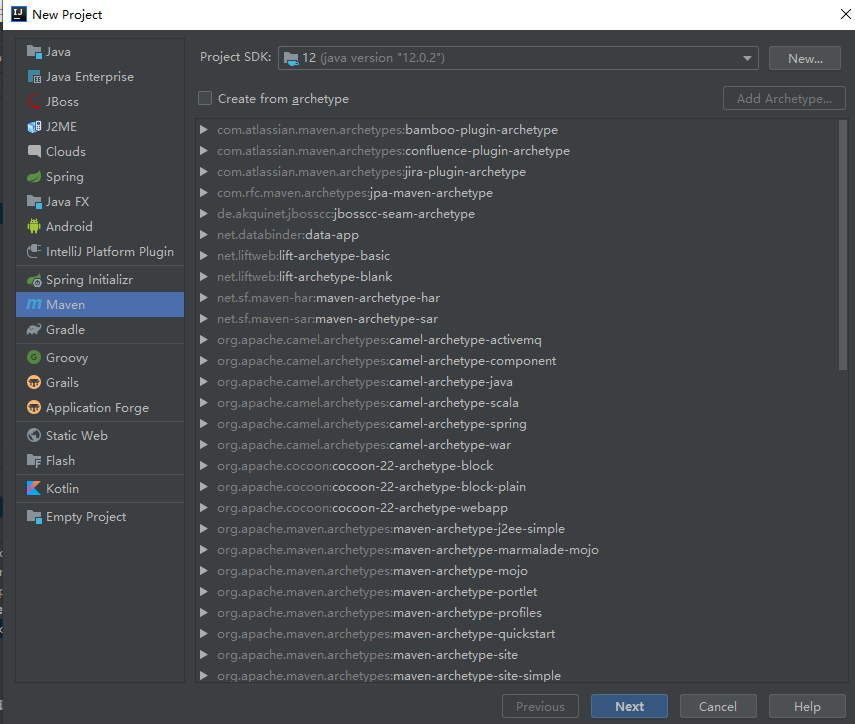 New Project
Java
Java Enterprise
JBoss
J2ME
Clouds
Spring
Java FX
Android
IntelliJ Platform Plugin
Spring Initializr
Maven
Gradle
Groovy
Grails
Application Forge
Static Web
Flash
Kotlin
Empty Project
Project SDK: 12 (java version "12.0.2") New...
Create from archetype Add Archetype...
com.atlassian.maven.archetypes:bamboo-plugin-archetype
com.atlassian.maven.archetypes:confluence-plugin-archetype
com.atlassian.maven.archetypes:jira-plugin-archetype
com.rfc.maven.archetypes:jpa-maven-archetype
de.akquinet.jbosscc:jbosscc-seam-archetype
net.databinder:data-app
net.liftweb:lift-archetype-basic
net.liftweb:lift-archetype-blank
net.sf.maven-har:maven-archetype-har
net.sf.maven-sar:maven-archetype-sar
org.apache.camel.archetypes:camel-archetype-activemq
org.apache.camel.archetypes:camel-archetype-component
org.apache.camel.archetypes:camel-archetype-java
org.apache.camel.archetypes:camel-archetype-scala
org.apache.camel.archetypes:camel-archetype-spring
org.apache.camel.archetypes:camel-archetype-war
org.apache.cocoon:cocoon-22-archetype-block
org.apache.cocoon:cocoon-22-archetype-block-plain
org.apache.cocoon:cocoon-22-archetype-webapp
org.apache.maven.archetypes:maven-archetype-j2ee-simple
org.apache.maven.archetypes:maven-archetype-marmalade-mojo
org.apache.maven.archetypes:maven-archetype-mojo
org.apache.maven.archetypes:maven-archetype-portlet
org.apache.maven.archetypes:maven-archetype-profiles
org.apache.maven.archetypes:maven-archetype-quickstart
org.apache.maven.archetypes:maven-archetype-site
org.apache.maven.archetypes:maven-archetype-site-simple
Previous Next Cancel Help